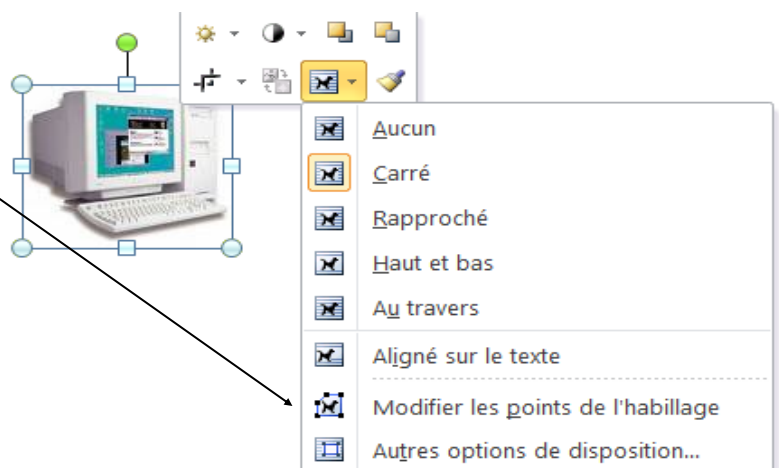 Aucun
Carré
Rapproché
Haut et bas
Au travers
Aligné sur le texte
Modifier les points de l'habillage
Autres options de disposition...